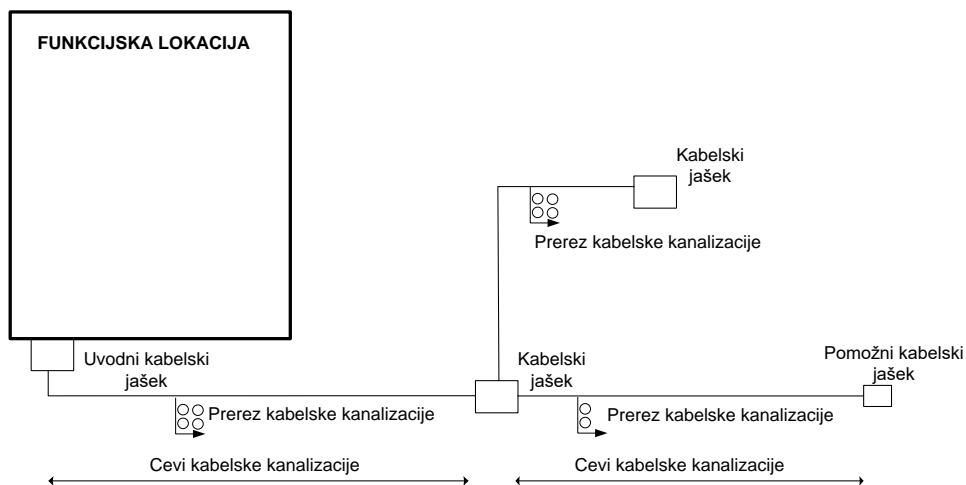 FUNKCIJSKA LOKACIJA
Kabelski
jašek
Prerez kabelske kanalizacije
Uvodni kabelski
jašek
Kabelski
jašek
Pomožni kabelski
jašek
Prerez kabelske kanalizacije
Prerez kabelske kanalizacije
Cevi kabelske kanalizacije
Cevi kabelske kanalizacije